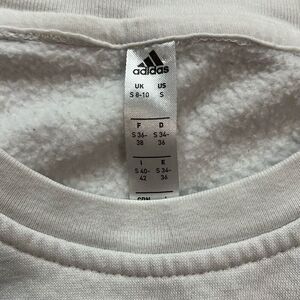 adidas
UK US
S 8-10 S
F D
S 36-
38 S 34-
36
I E
S 40-
42 S 34-
36